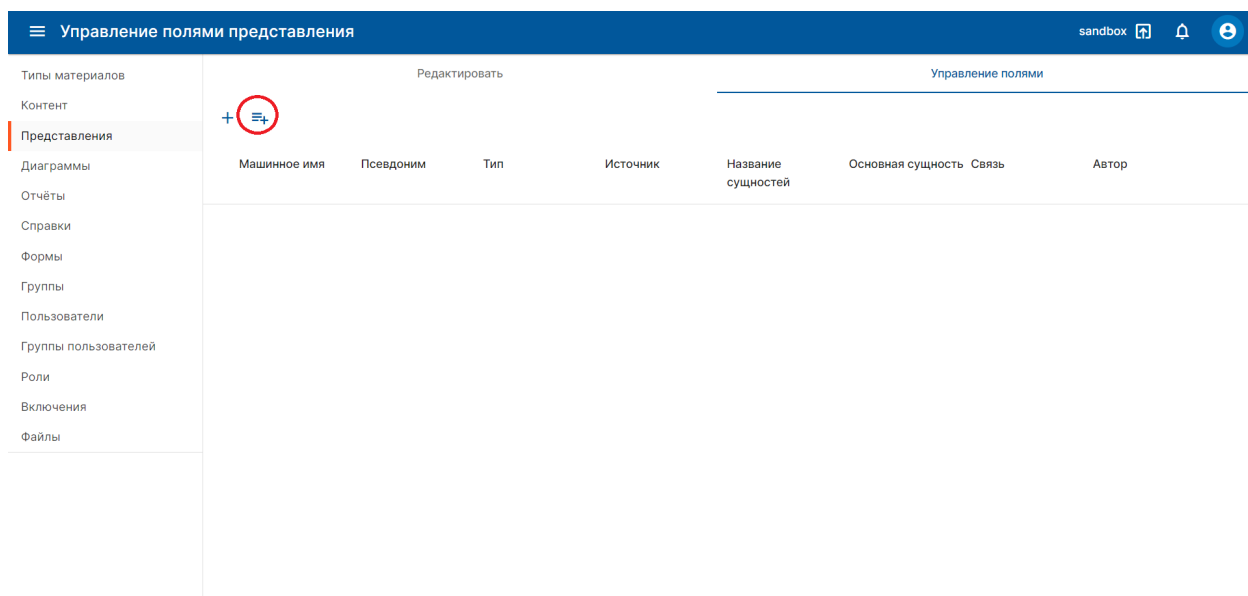 Управление полями представления
sandbox
Типы материалов
Контент
Представления
Диаграммы
Отчёты
Справки
Формы
Группы
Пользователи
Группы пользователей
Роли
Включения
Файлы
Редактировать
Управление полями
Машинное имя
Псевдоним
Тип
Источник
Название
сущностей
Основная сущность
Связь
Автор